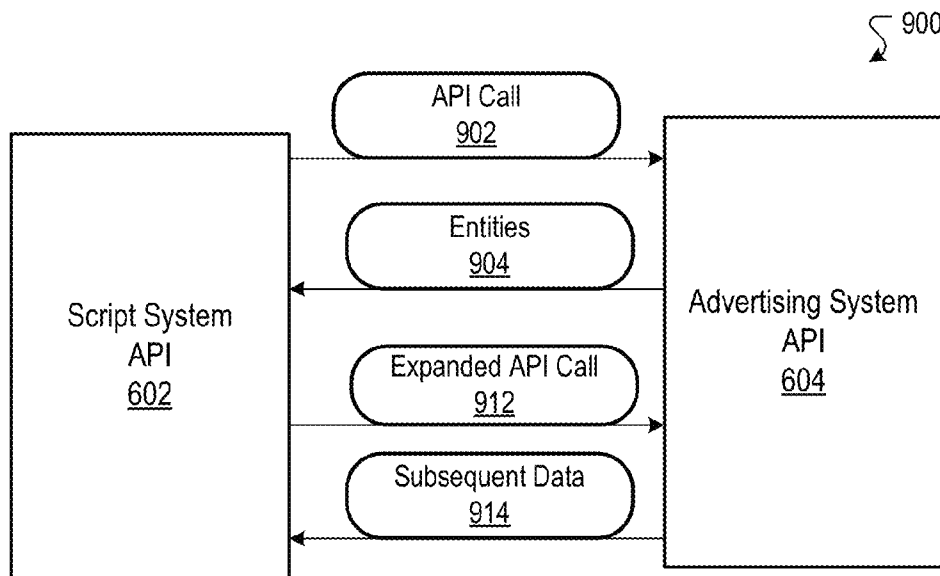 900
API Call
902
Entities
904
Script System
API
602
Advertising System
API
604
Expanded API Call
912
Subsequent Data
914